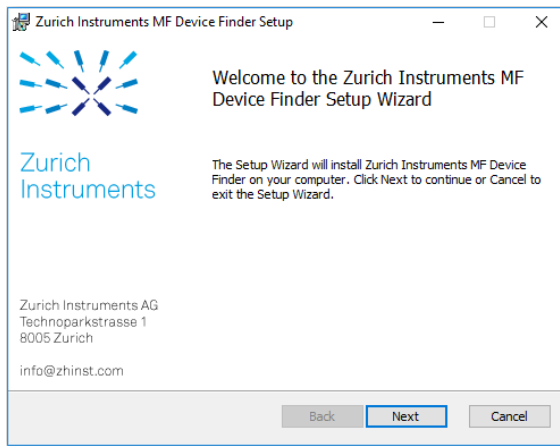 Zurich Instruments MF Device Finder Setup
Welcome to the Zurich Instruments MF
Device Finder Setup Wizard
Zurich
Instruments
The Setup Wizard will install Zurich Instruments MF Device
Finder on your computer. Click Next to continue or Cancel to
exit the Setup Wizard.
Zurich Instruments AG
Technoparkstrasse 1
8005 Zurich
info@zhinst.com
Back
Next
Cancel